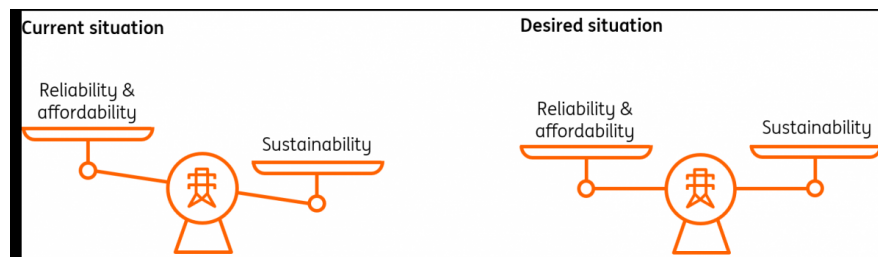 Current situation
Reliability &
affordability
Sustainability
Desired situation
Reliability &
affordability
Sustainability